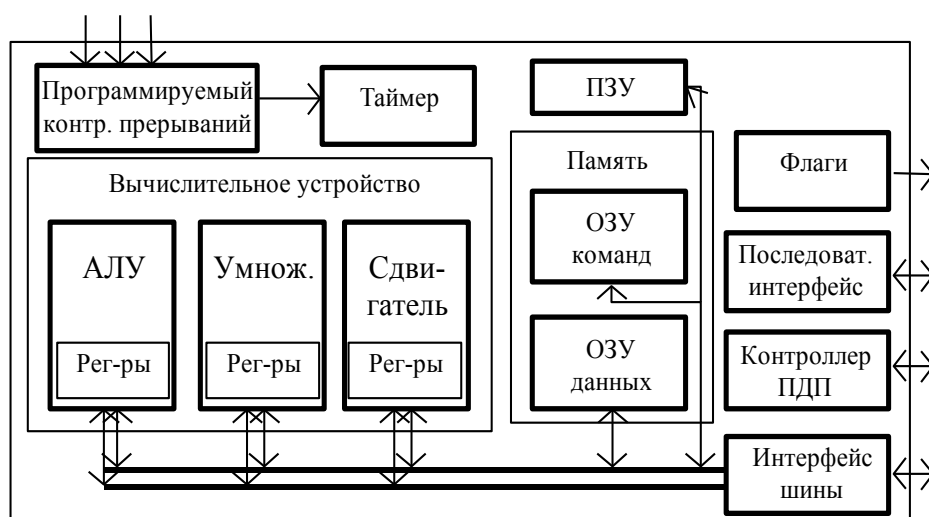 Программируемый
контр. прерываний
Таймер
ПЗУ
Вычислительное устройство
АЛУ
Рег-ры
Умнож.
Рег-ры
Сдви-
гатель
Рег-ры
Память
ОЗУ
команд
ОЗУ
данных
Флаги
Последоват.
интерфейс
Контроллер
ПДП
Интерфейс
шины